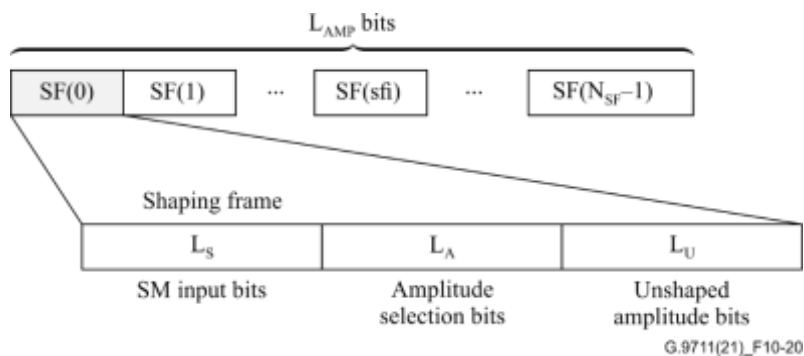 L_AMP bits
SF(0) SF(1) ... SF(sfi) ... SF(N_SF–1)
Shaping frame
L_S L_A L_U
SM input bits Amplitude selection bits Unshaped amplitude bits
G.9711(21)_F10-20